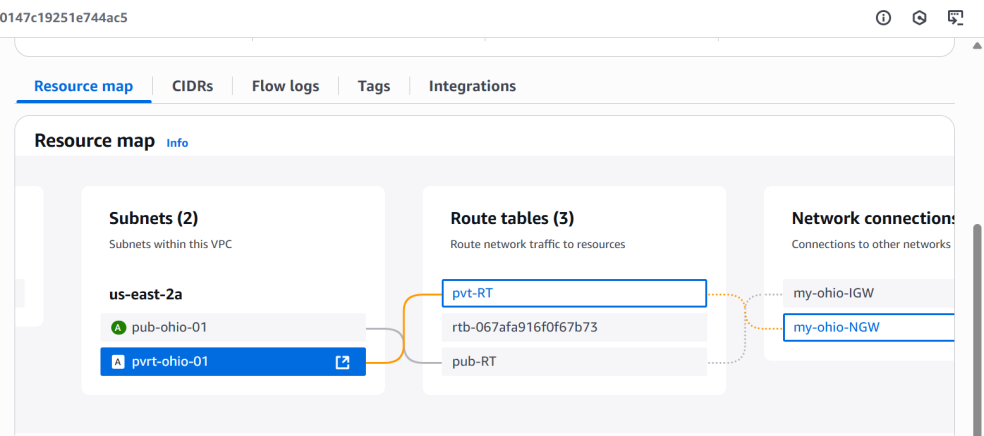 0147c19251e744ac5
Resource map
CIDRs
Flow logs
Tags
Integrations
Resource map Info
Subnets (2)
Subnets within this VPC
us-east-2a
A pub-ohio-01
A pvrt-ohio-01
Route tables (3)
Route network traffic to resources
pvt-RT
rtb-067afa916f0f67b73
pub-RT
Network connections
Connections to other networks
my-ohio-IGW
my-ohio-NGW